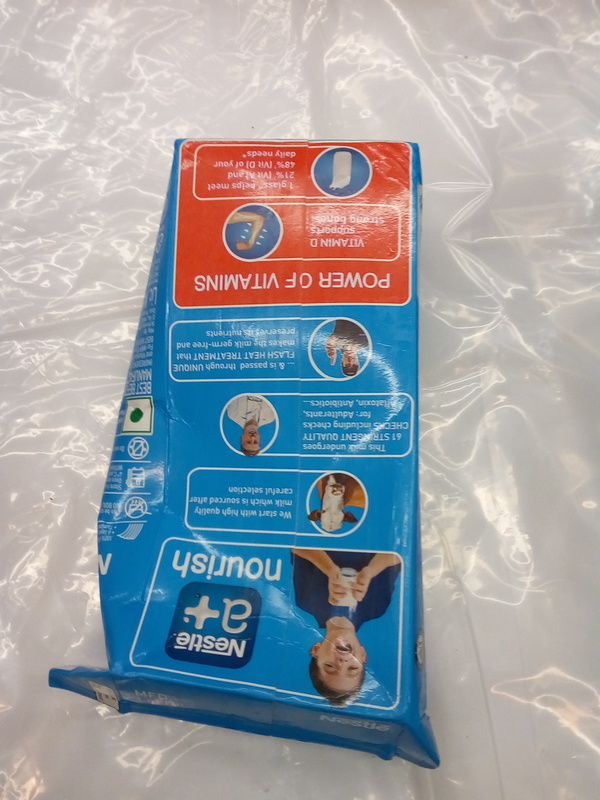 Nestlē
a+
nourish
We start with high quality
milk which is sourced after
careful selection
This milk undergoes
61 STRINGENT QUALITY
CHECKS including checks
for: Adulterants,
Aflatoxin, Antibiotics...
... & is passed through UNIQUE
FLASH HEAT TREATMENT that
makes the milk germ-free and
preserves its nutrients
POWER OF VITAMINS
VITAMIN D
supports
strong bones
1 glass^, helps meet
21% [Vit A] and
48% [Vit D] of your
daily needs*